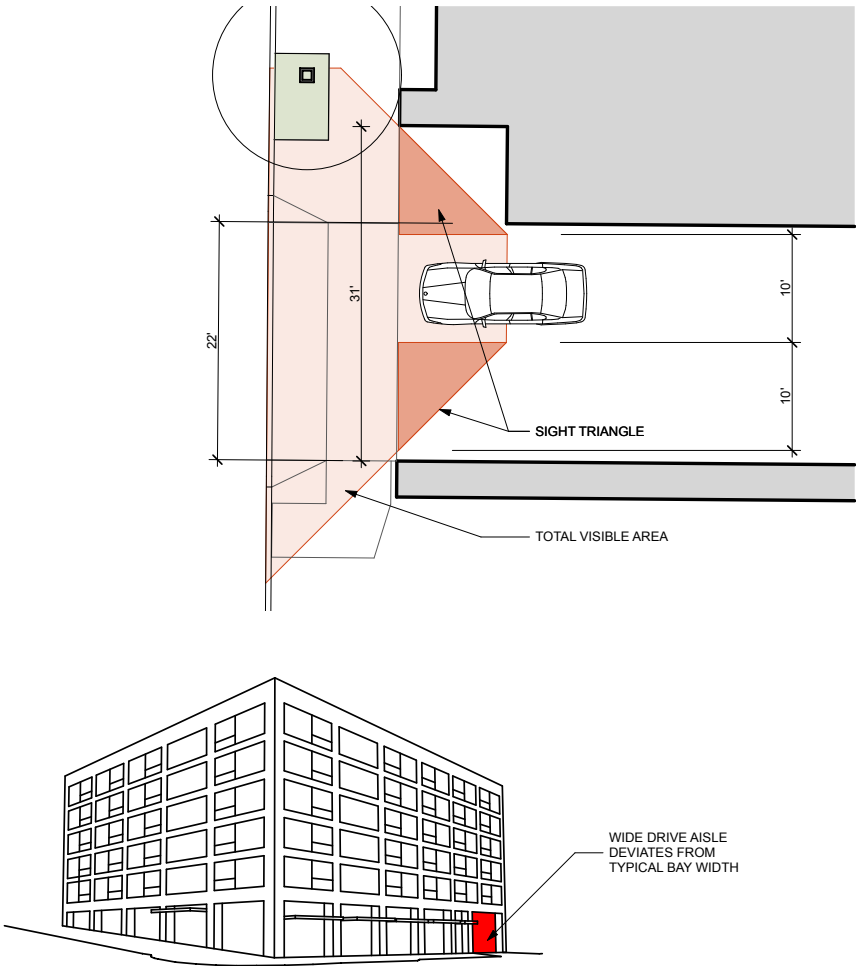 22'
31'
10'
10'
SIGHT TRIANGLE
TOTAL VISIBLE AREA
WIDE DRIVE AISLE
DEVIATES FROM
TYPICAL BAY WIDTH